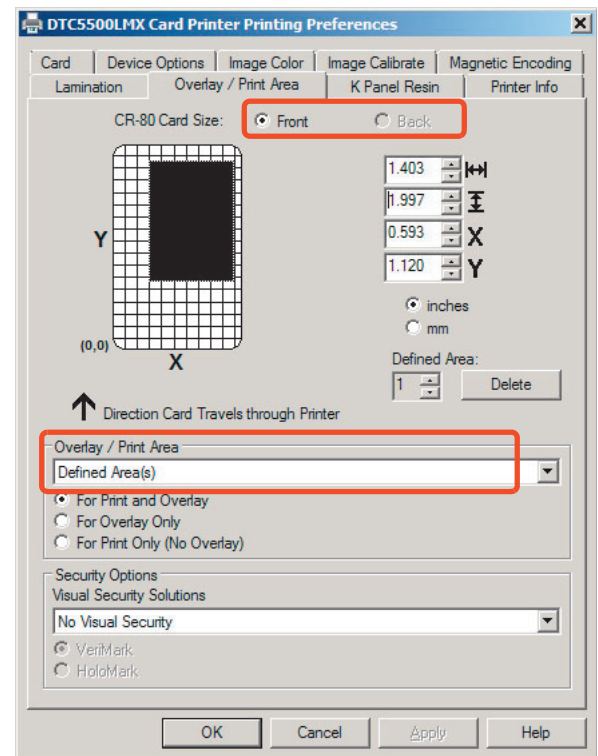 DTC5500LMX Card Printer Printing Preferences
Card Device Options Image Color Image Calibrate Magnetic Encoding
Lamination Overlay / Print Area K Panel Resin Printer Info
CR-80 Card Size: Front Back
1.403
1.997
0.593 X
1.120 Y
Y
inches
mm
(0,0)
X
Defined Area:
1 Delete
Direction Card Travels through Printer
Overlay / Print Area
Defined Area(s)
For Print and Overlay
For Overlay Only
For Print Only (No Overlay)
Security Options
Visual Security Solutions
No Visual Security
VeriMark
HoloMark
OK Cancel Apply Help